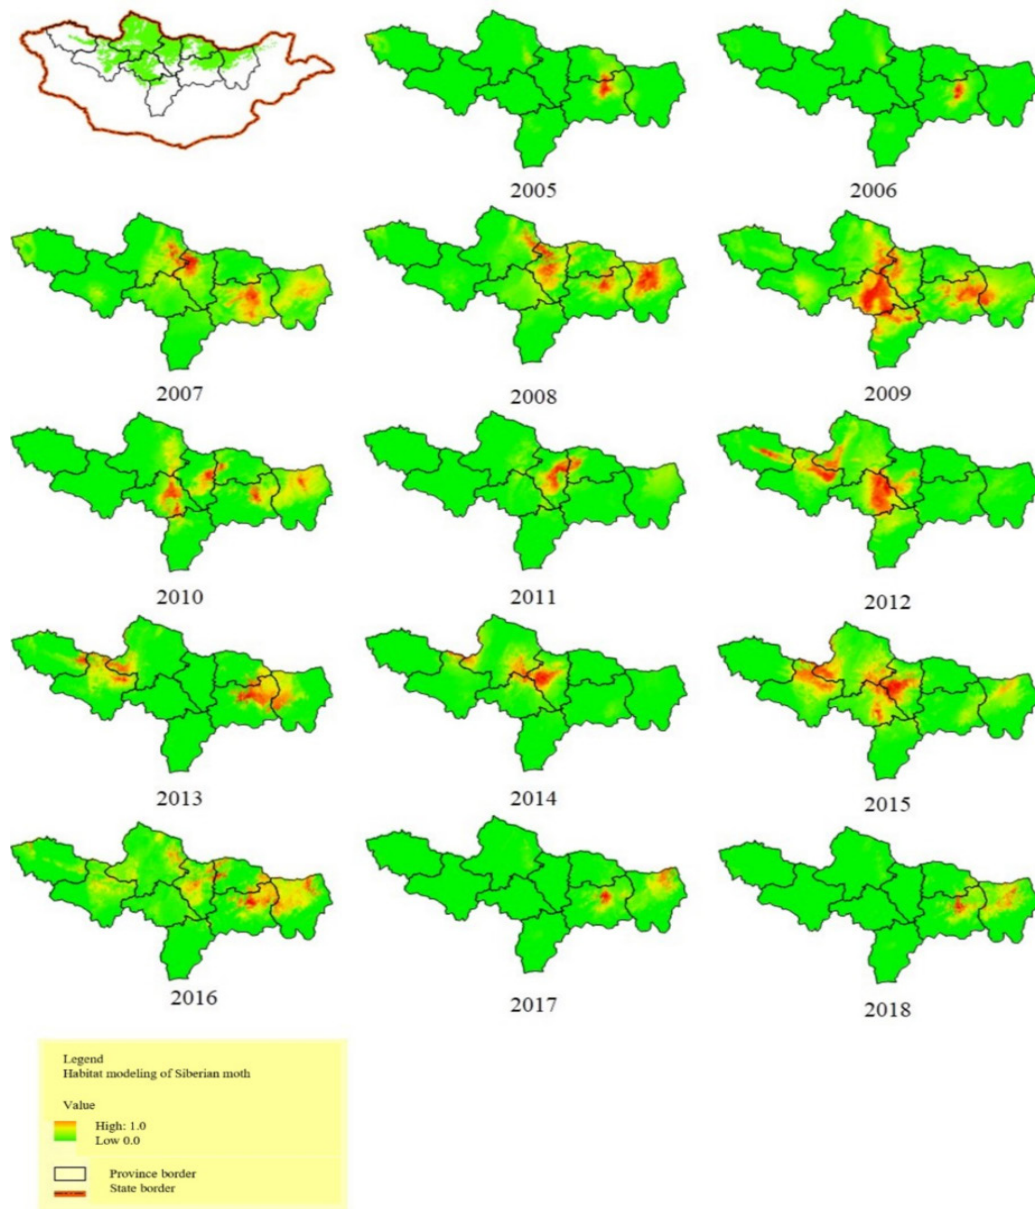 2005
2006
2007
2008
2009
2010
2011
2012
2013
2014
2015
2016
2017
2018
Legend
Habitat modeling of Siberian moth
Value
High: 1.0
Low 0.0
Province border
State border